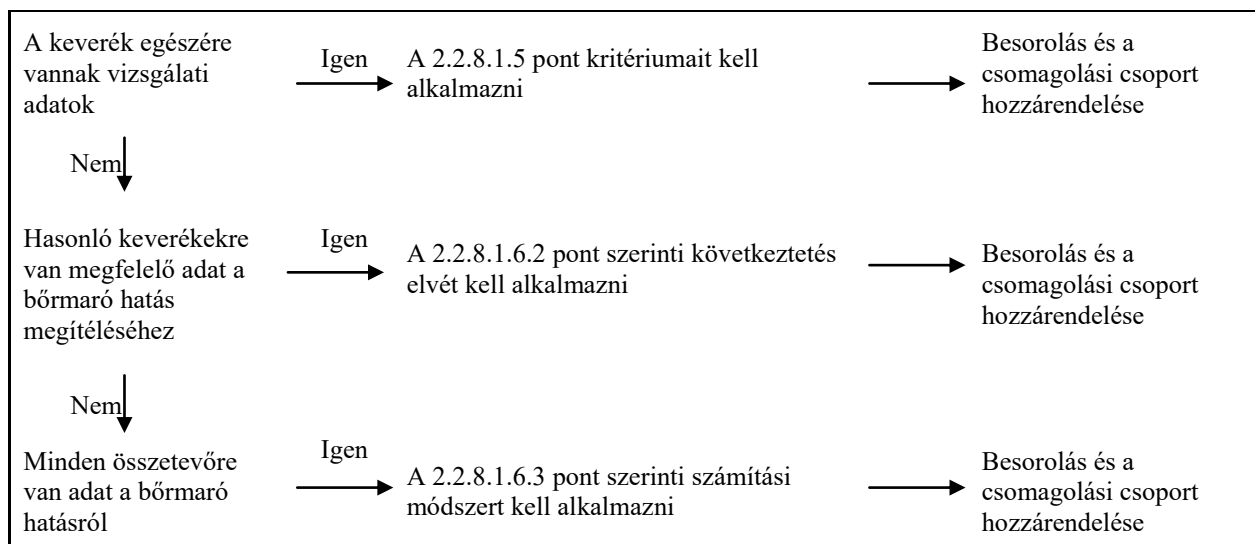 A keverék egészére
vannak vizsgálati
adatok
Igen
A 2.2.8.1.5 pont kritériumait kell
alkalmazni
Besorolás és a
csomagolási csoport
hozzárendelése
Nem
Hasonló keverékekre
van megfelelő adat a
bőrmaró hatás
megítéléséhez
Igen
A 2.2.8.1.6.2 pont szerinti következtetés
elvét kell alkalmazni
Besorolás és a
csomagolási csoport
hozzárendelése
Nem
Minden összetevőre
van adat a bőrmaró
hatásról
Igen
A 2.2.8.1.6.3 pont szerinti számítási
módszert kell alkalmazni
Besorolás és a
csomagolási csoport
hozzárendelése